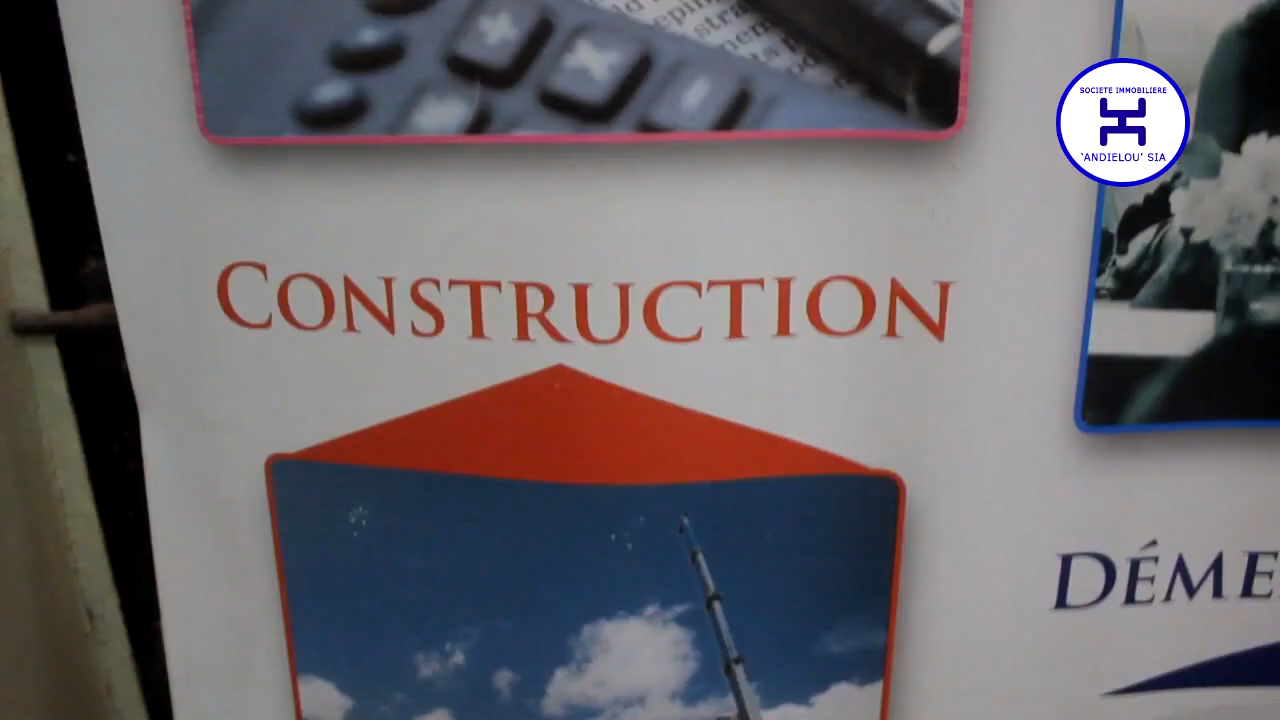 SOCIETE IMMOBILIERE
'ANDIELOU' SIA
CONSTRUCTION
DÉME